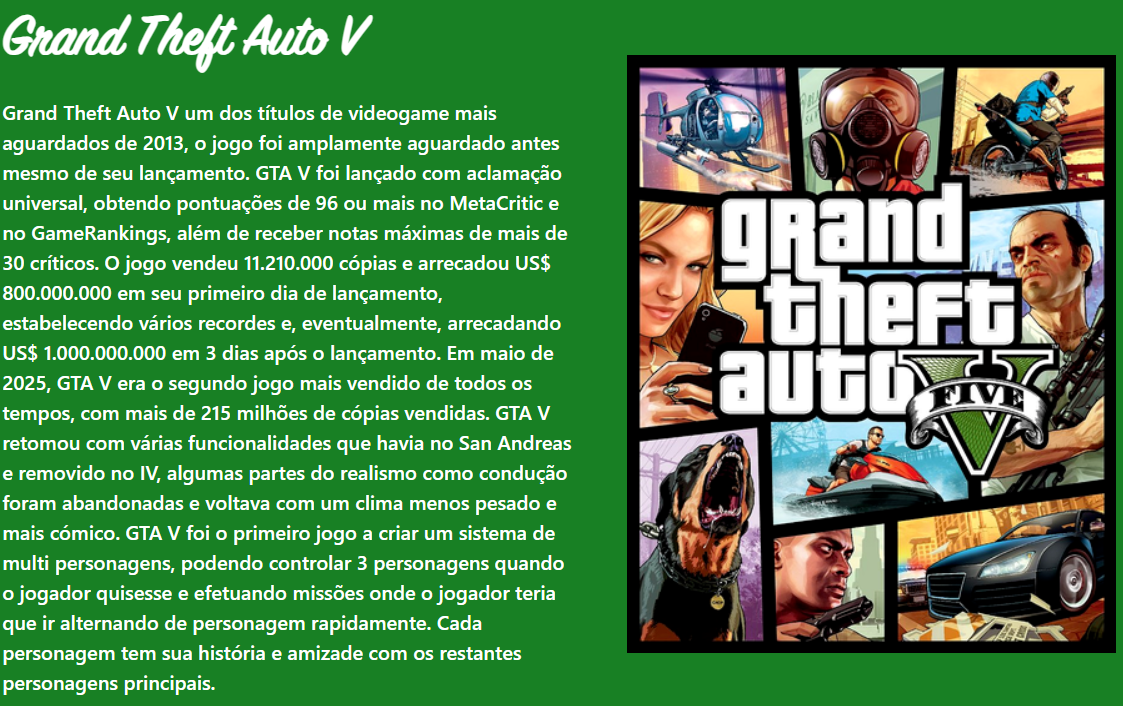 Grand Theft Auto V
Grand Theft Auto V um dos títulos de videogame mais
aguardados de 2013, o jogo foi amplamente aguardado antes
mesmo de seu lançamento. GTA V foi lançado com aclamação
universal, obtendo pontuações de 96 ou mais no MetaCritic e
no GameRankings, além de receber notas máximas de mais de
30 críticos. O jogo vendeu 11.210.000 cópias e arrecadou US$
800.000.000 em seu primeiro dia de lançamento,
estabelecendo vários recordes e, eventualmente, arrecadando
US$ 1.000.000.000 em 3 dias após o lançamento. Em maio de
2025, GTA V era o segundo jogo mais vendido de todos os
tempos, com mais de 215 milhões de cópias vendidas. GTA V
retomou com várias funcionalidades que havia no San Andreas
e removido no IV, algumas partes do realismo como condução
foram abandonadas e voltava com um clima menos pesado e
mais cómico. GTA V foi o primeiro jogo a criar um sistema de
multi personagens, podendo controlar 3 personagens quando
o jogador quisesse e efetuando missões onde o jogador teria
que ir alternando de personagem rapidamente. Cada
personagem tem sua história e amizade com os restantes
personagens principais.
grand
theft
auto V
FIVE